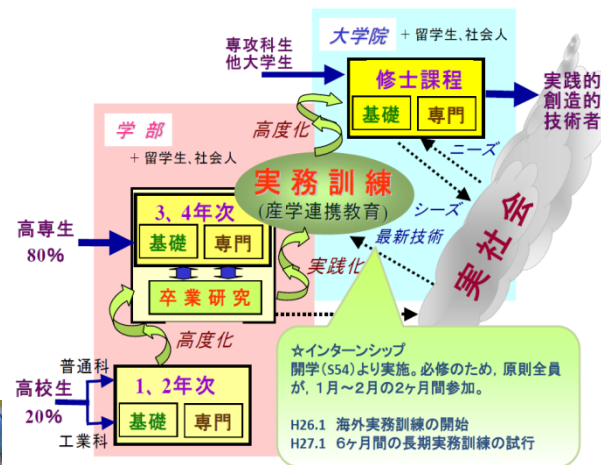 専攻科生
他大学生
大学院 + 留学生、社会人
修士課程
基礎 専門
実践的
創造的
技術者
学部
+ 留学生、社会人
高度化
ニーズ
実務訓練
(産学連携教育)
シーズ
最新技術
実社会
高専生
80%
3、4年次
基礎 専門
卒業研究
実践化
高度化
普通科
高校生
20%
工業科
1、2年次
基礎 専門
☆インターンシップ
開学(S54)より実施。必修のため, 原則全員
が, 1月～2月の2ヶ月間参加。
H26.1 海外実務訓練の開始
H27.1 6ヶ月間の長期実務訓練の試行